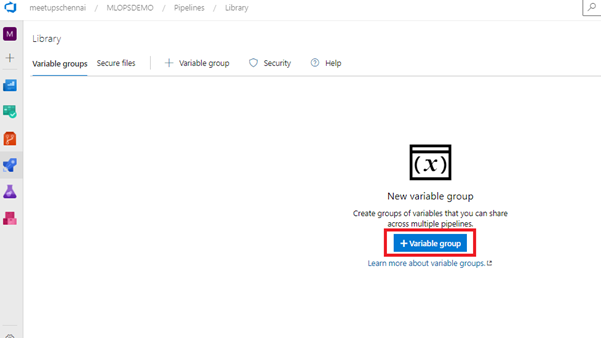 meetupschennai / MLOPSDEMO / Pipelines / Library
M
Library
Variable groups Secure files + Variable group Security Help
(x)
New variable group
Create groups of variables that you can share
across multiple pipelines.
+ Variable group
Learn more about variable groups.